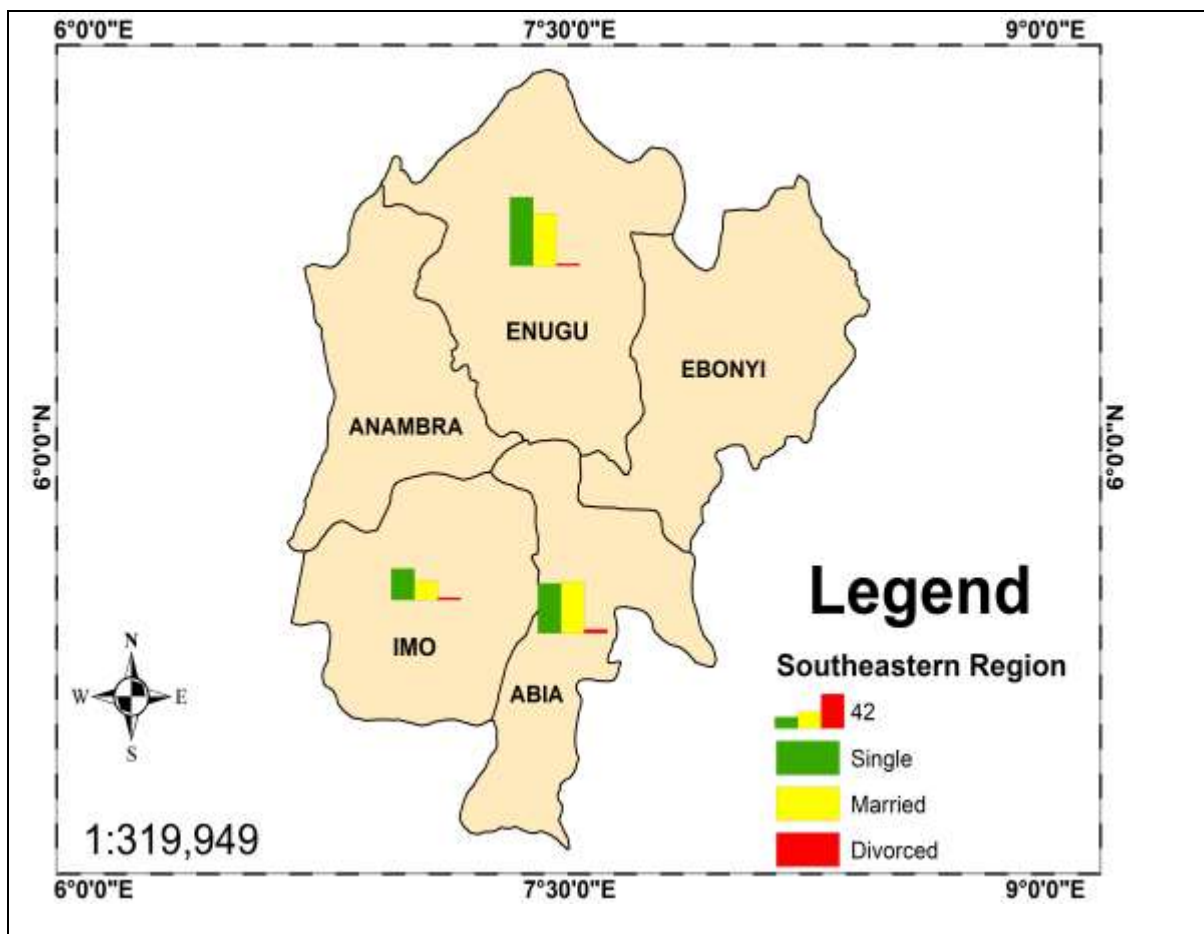 6°0'0"E 7°30'0"E 9°0'0"E
6°0'0"N
6°0'0"N
ENUGU
EBONYI
ANAMBRA
IMO
ABIA
N
W E
S
1:319,949
Legend
Southeastern Region
42
Single
Married
Divorced
6°0'0"E 7°30'0"E 9°0'0"E